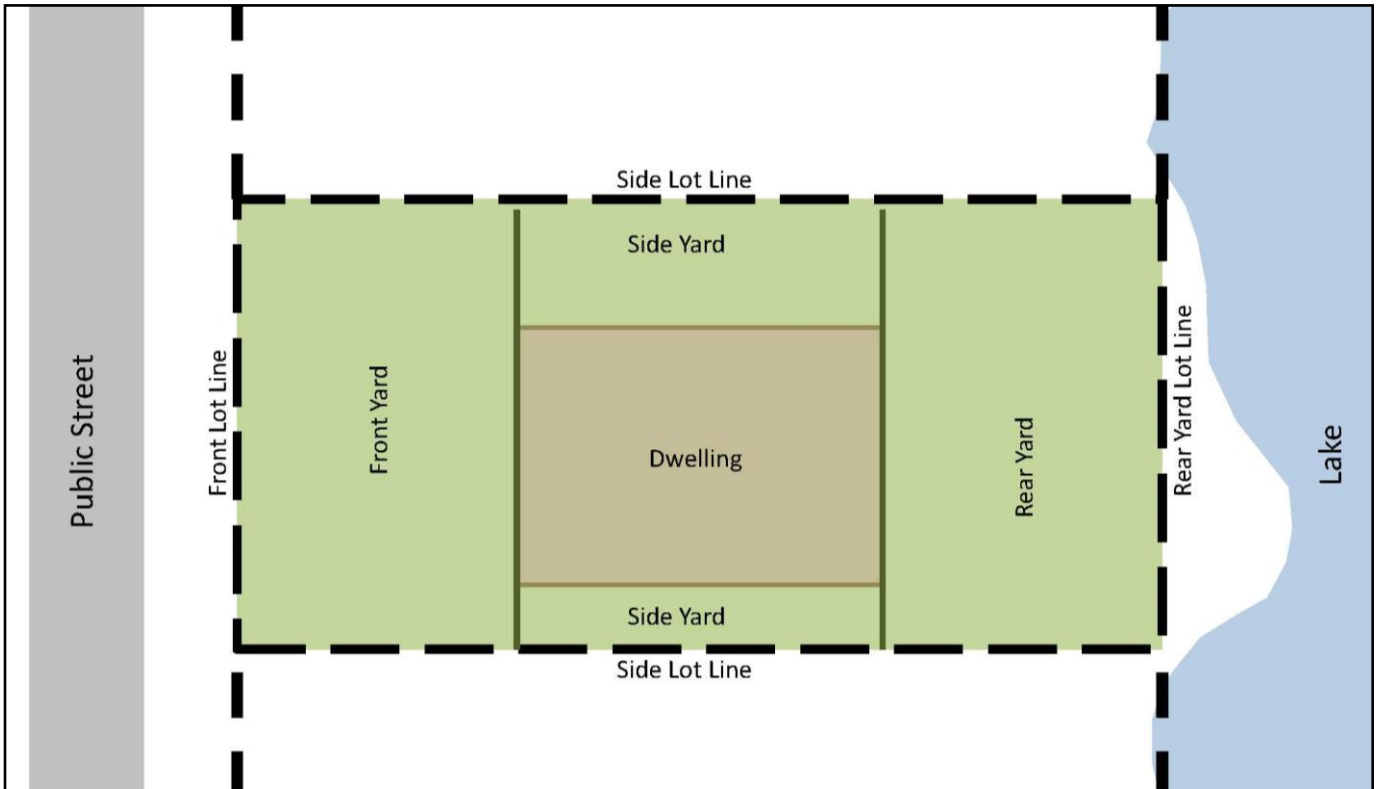 Side Lot Line
Side Yard
Public Street
Front Lot Line
Front Yard
Dwelling
Rear Yard
Rear Yard Lot Line
Lake
Side Yard
Side Lot Line